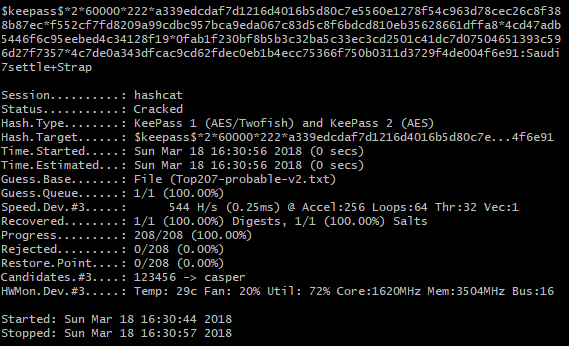 $keepass$*2*60000*222*a339edcdaf7d1216d4016b5d80c7e5560e1278f54c963d78cec26c8f38
8b87ec*f552cf7fd8209a99cdbc957bca9eda067c83d5c8f6bdcd810eb35628661dffa8*4cd47adb
5446f6c95eebed4c34128f19*0fab1f230bf8b5b3c32ba5c33ec3cd2501c41dc7d07504651393c59
6d27f7357*4c7de0a343dfcac9cd62fdec0eb1b4ecc75366f750b0311d3729f4de004f6e91:Saudi
7settle+Strap
Session..........: hashcat
Status...........: Cracked
Hash.Type........: KeePass 1 (AES/Twofish) and KeePass 2 (AES)
Hash.Target......: $keepass$*2*60000*222*a339edcdaf7d1216d4016b5d80c7e...4f6e91
Time.Started.....: Sun Mar 18 16:30:56 2018 (0 secs)
Time.Estimated...: Sun Mar 18 16:30:56 2018 (0 secs)
Guess.Base.......: File (Top207-probable-v2.txt)
Guess.Queue......: 1/1 (100.00%)
Speed.Dev.#3.....:      544 H/s (0.25ms) @ Accel:256 Loops:64 Thr:32 Vec:1
Recovered........: 1/1 (100.00%) Digests, 1/1 (100.00%) Salts
Progress.........: 208/208 (100.00%)
Rejected.........: 0/208 (0.00%)
Restore.Point....: 0/208 (0.00%)
Candidates.#3....: 123456 -> casper
HWMon.Dev.#3.....: Temp: 29c Fan: 20% Util: 72% Core:1620MHz Mem:3504MHz Bus:16
Started: Sun Mar 18 16:30:44 2018
Stopped: Sun Mar 18 16:30:57 2018